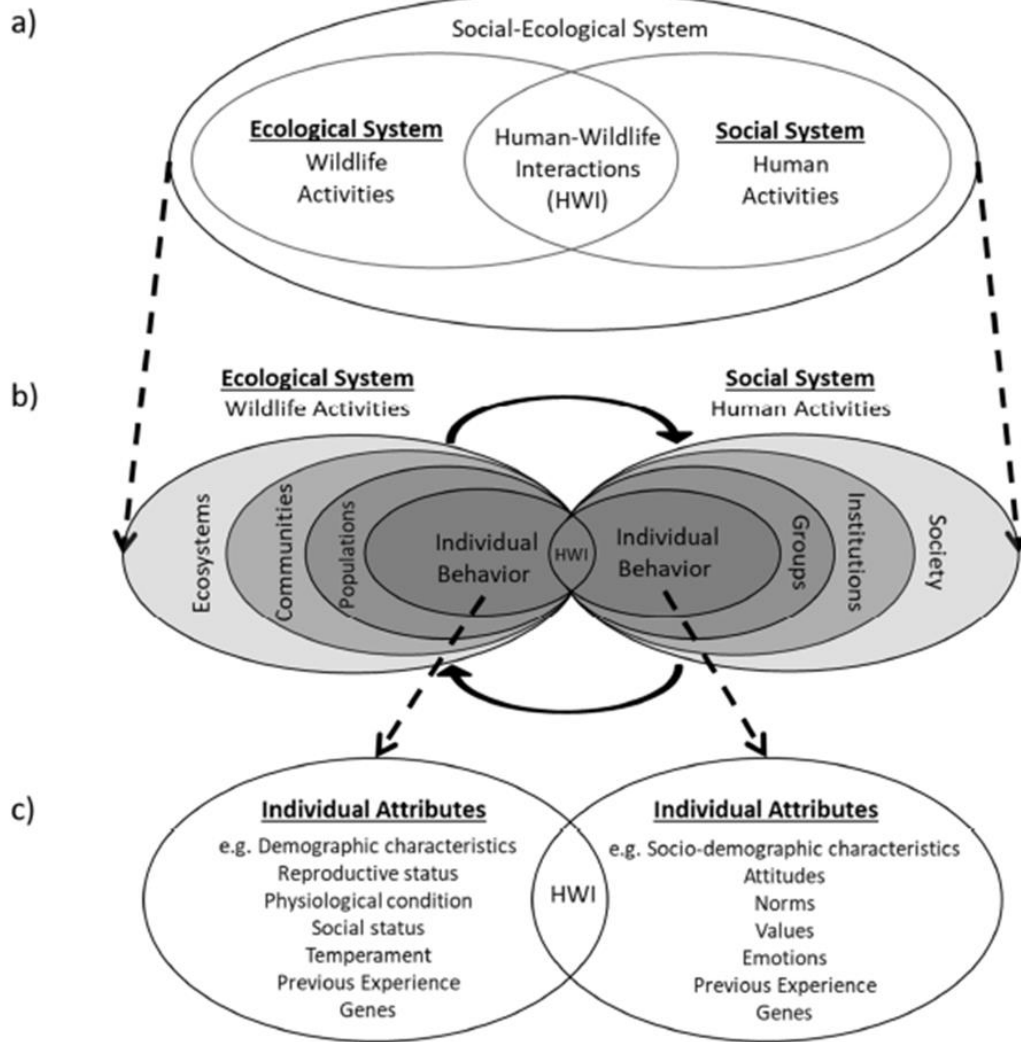 a)
Social-Ecological System
Ecological System
Wildlife
Activities
Human-Wildlife
Interactions
(HWI)
Social System
Human
Activities
b)
Ecological System
Wildlife Activities
Social System
Human Activities
Ecosystems
Communities
Populations
Individual
Behavior
HWI
Individual
Behavior
Groups
Institutions
Society
c)
Individual Attributes
e.g. Demographic characteristics
Reproductive status
Physiological condition
Social status
Temperament
Previous Experience
Genes
HWI
Individual Attributes
e.g. Socio-demographic characteristics
Attitudes
Norms
Values
Emotions
Previous Experience
Genes